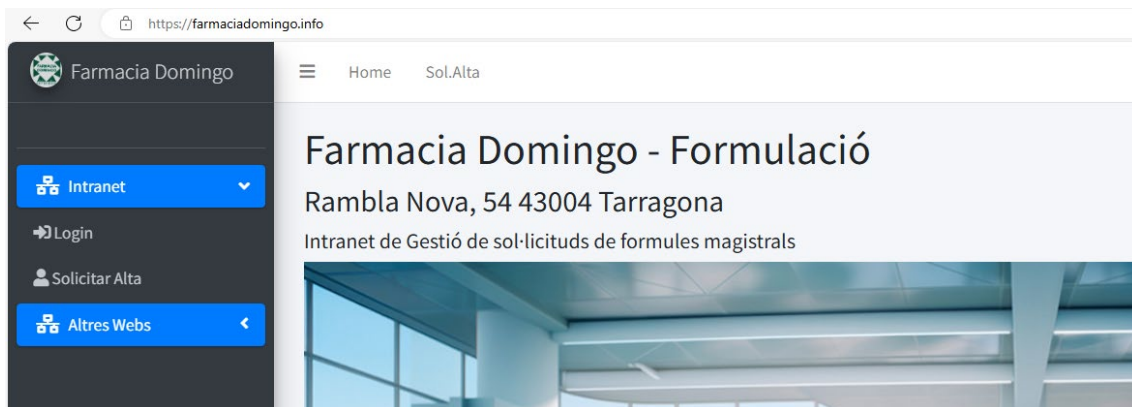 https://farmaciadomingo.info
Farmacia Domingo
Home Sol.Alta
Intranet
Login
Solicitar Alta
Altres Webs
Farmacia Domingo - Formulació
Rambla Nova, 54 43004 Tarragona
Intranet de Gestió de sol·licituds de formules magistrals